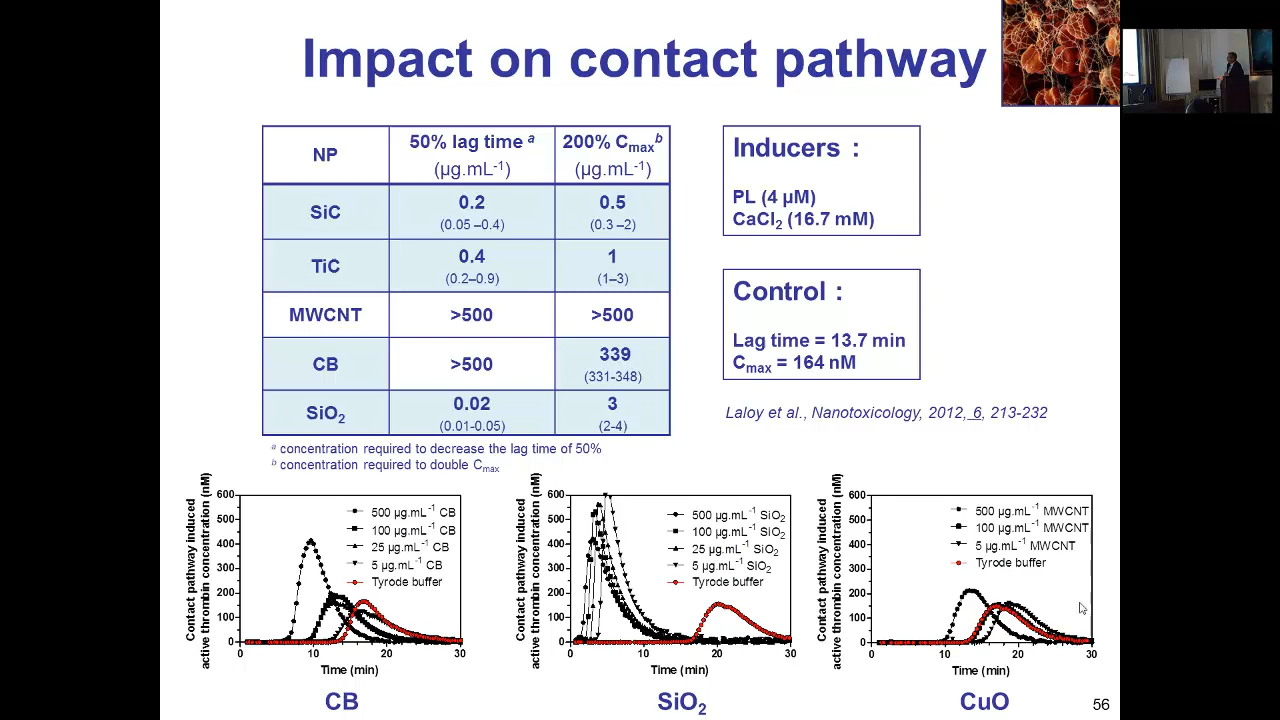 Impact on contact pathway
NP 50% lag time a (µg.mL-1) 200% Cmax b (µg.mL-1)
SiC 0.2 (0.05 –0.4) 0.5 (0.3 –2)
TiC 0.4 (0.2–0.9) 1 (1–3)
MWCNT >500 >500
CB >500 339 (331-348)
SiO2 0.02 (0.01-0.05) 3 (2-4)
a concentration required to decrease the lag time of 50%
b concentration required to double Cmax
Inducers :
PL (4 µM)
CaCl2 (16.7 mM)
Control :
Lag time = 13.7 min
Cmax = 164 nM
Laloy et al., Nanotoxicology, 2012, 6, 213-232
Contact pathway induced
active thrombin concentration (nM)
600
500
400
300
200
100
0
0 10 20 30
Time (min)
500 µg.mL-1 CB
100 µg.mL-1 CB
25 µg.mL-1 CB
5 µg.mL-1 CB
Tyrode buffer
CB
Contact pathway induced
active thrombin concentration (nM)
600
500
400
300
200
100
0
0 10 20 30
Time (min)
500 µg.mL-1 SiO2
100 µg.mL-1 SiO2
25 µg.mL-1 SiO2
5 µg.mL-1 SiO2
Tyrode buffer
SiO2
Contact pathway induced
active thrombin concentration (nM)
600
500
400
300
200
100
0
0 10 20 30
Time (min)
500 µg.mL-1 MWCNT
100 µg.mL-1 MWCNT
5 µg.mL-1 MWCNT
Tyrode buffer
CuO
56